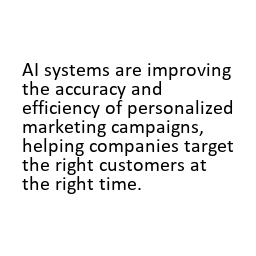 AI systems are improving
the accuracy and
efficiency of personalized
marketing campaigns,
helping companies target
the right customers at
the right time.